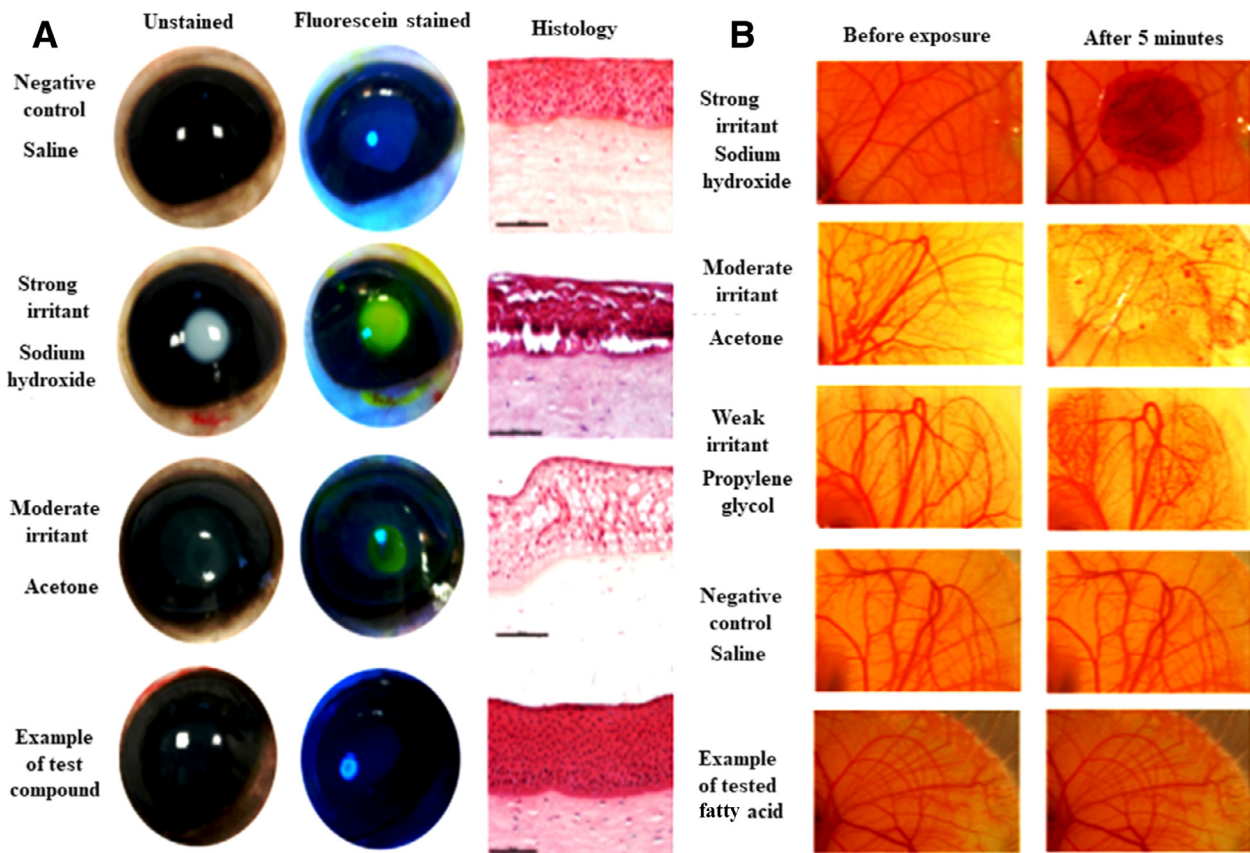 A
Unstained
Fluorescein stained
Histology
Negative
control
Saline
Strong
irritant
Sodium
hydroxide
Moderate
irritant
Acetone
Example
of test
compound
B
Before exposure
After 5 minutes
Strong
irritant
Sodium
hydroxide
Moderate
irritant
Acetone
Weak
irritant
Propylene
glycol
Negative
control
Saline
Example
of tested
fatty acid